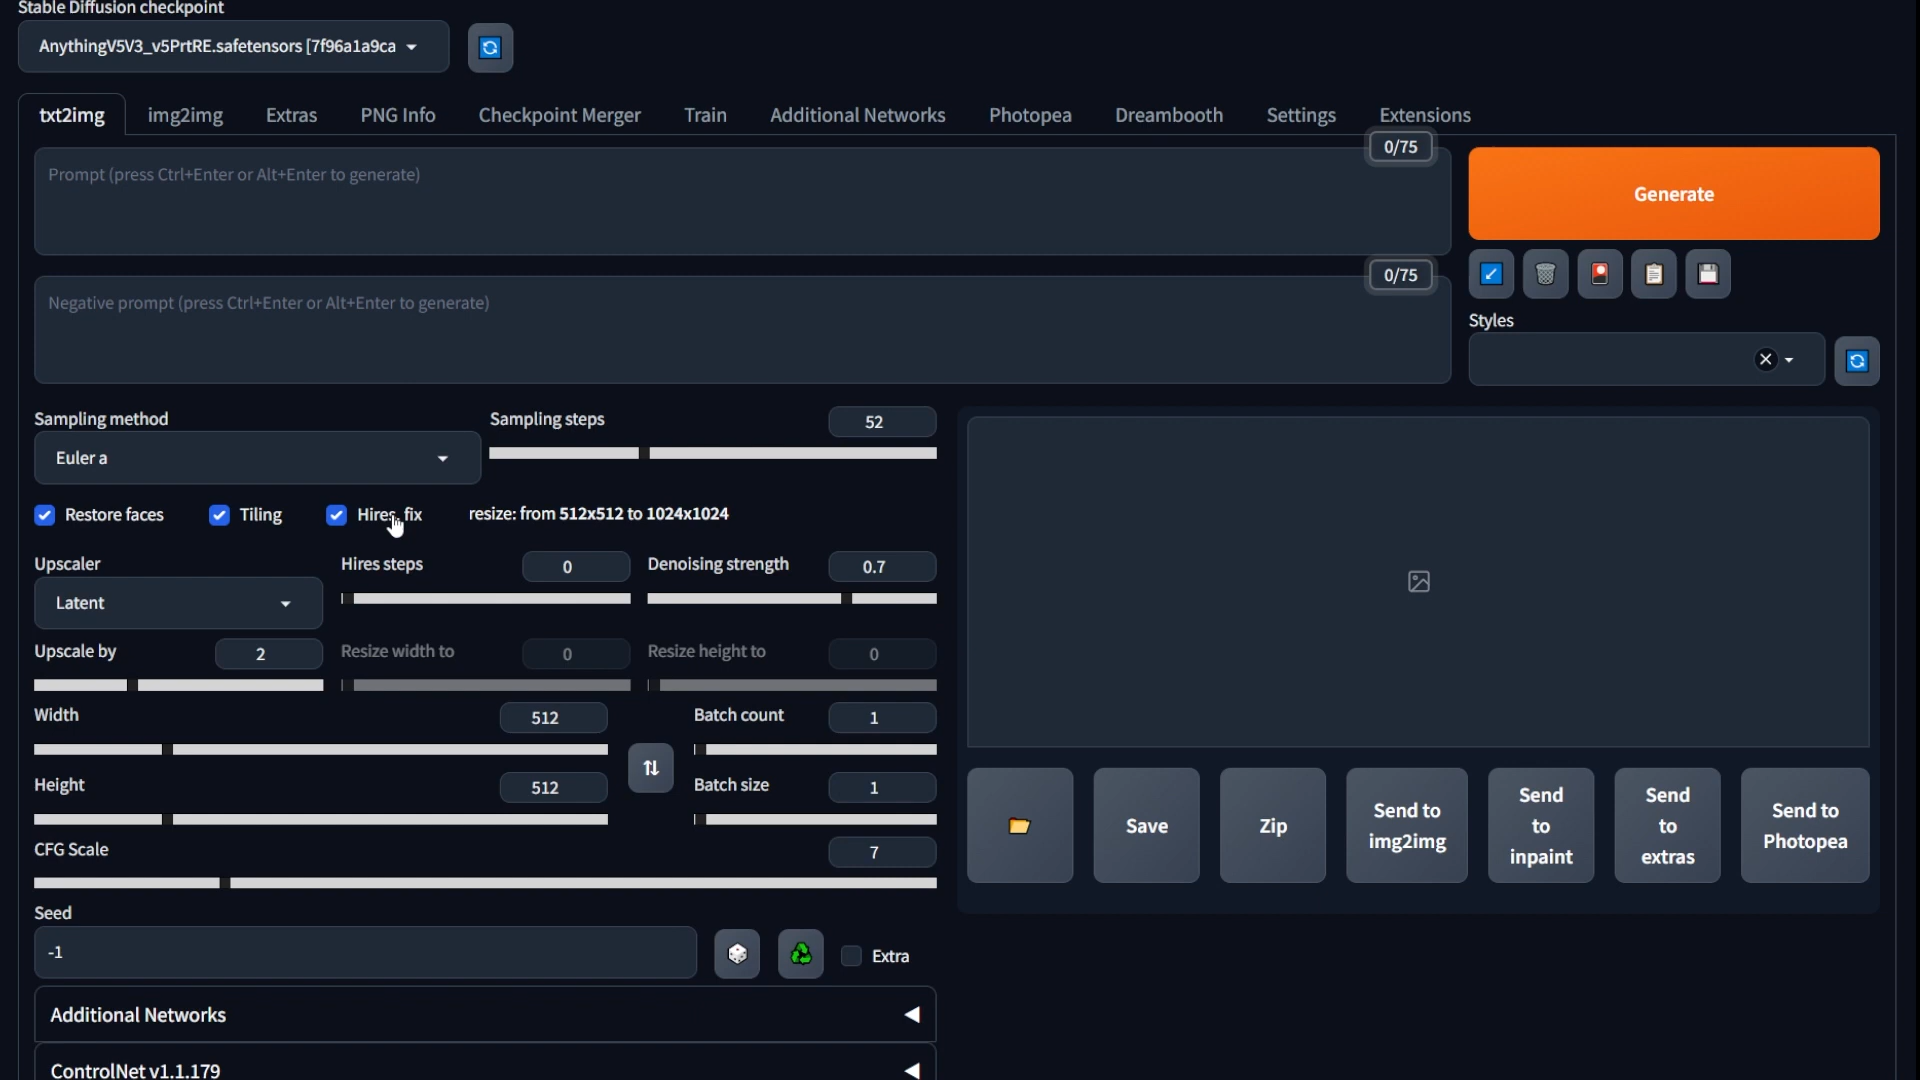 Stable Diffusion checkpoint
AnythingV5V3_v5PrtRE.safetensors [7f96a1a9ca
txt2img img2img Extras PNG Info Checkpoint Merger Train Additional Networks Photopea Dreambooth Settings Extensions
0/75
Prompt (press Ctrl+Enter or Alt+Enter to generate)
Generate
0/75
Negative prompt (press Ctrl+Enter or Alt+Enter to generate)
Styles
Sampling method
Euler a
Sampling steps 52
Restore faces Tiling Hires. fix resize: from 512x512 to 1024x1024
Upscaler
Latent
Hires steps 0
Denoising strength 0.7
Upscale by 2
Resize width to 0
Resize height to 0
Width 512
Batch count 1
Height 512
Batch size 1
CFG Scale 7
Seed
-1
Extra
Save
Zip
Send to
img2img
Send
to
inpaint
Send
to
extras
Send to
Photopea
Additional Networks
ControlNet v1.1.179